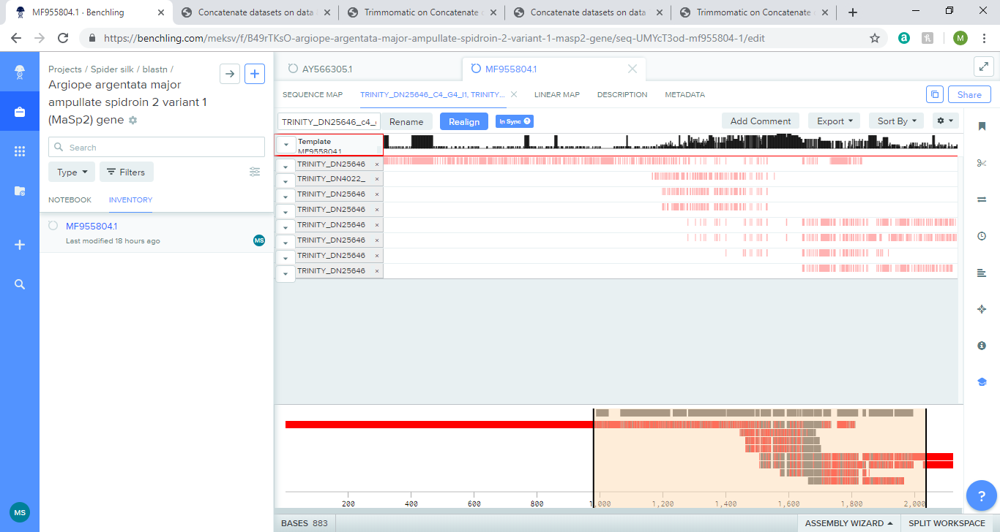 MF955804.1 · Benchling
Concatenate datasets on data
Trimmomatic on Concatenate
Concatenate datasets on data
Trimmomatic on Concatenate
https://benchling.com/meksv/f/B49rTKsO-argiope-argentata-major-ampullate-spidroin-2-variant-1-masp2-gene/seq-UMYcT3od-mf955804-1/edit
M
Projects / Spider silk / blastn /
Argiope argentata major
ampullate spidroin 2 variant 1
(MaSp2) gene
Search
Type
Filters
NOTEBOOK
INVENTORY
MF955804.1
Last modified 18 hours ago
MS
MS
AY566305.1
MF955804.1
SEQUENCE MAP
TRINITY_DN25646_C4_G4_I1, TRINITY...
LINEAR MAP
DESCRIPTION
METADATA
Share
TRINITY_DN25646_c4_
Rename
Realign
In Sync
Add Comment
Export
Sort By
Template
MF955804.1
TRINITY_DN25646
TRINITY_DN4022_
TRINITY_DN25646
TRINITY_DN25646
TRINITY_DN25646
TRINITY_DN25646
TRINITY_DN25646
TRINITY_DN25646
200 400 600 800 1,000 1,200 1,400 1,600 1,800 2,000
?
BASES 883
ASSEMBLY WIZARD
SPLIT WORKSPACE